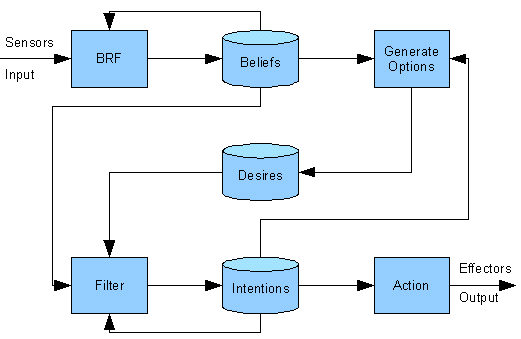 Sensors
Input
BRF
Beliefs
Generate
Options
Desires
Filter
Intentions
Action
Effectors
Output